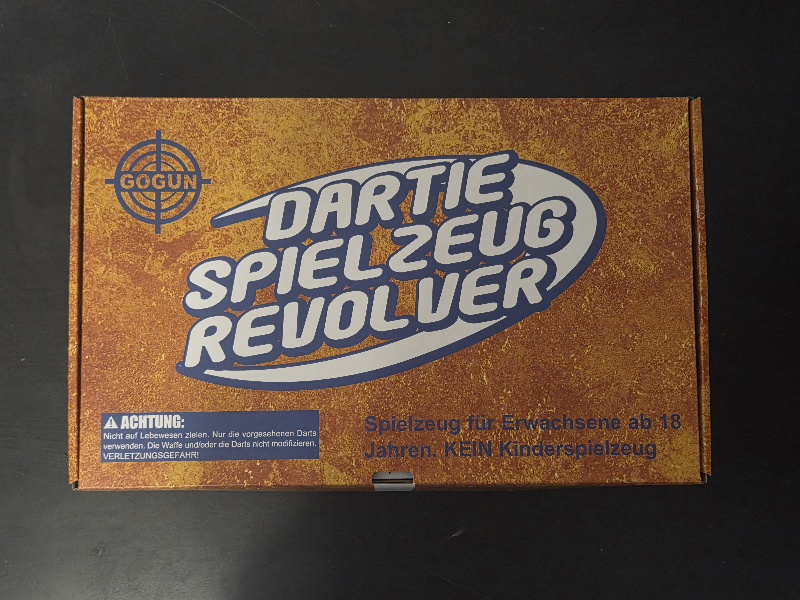 GOGUN
DARTIE
SPIELZEUG
REVOLVER
ACHTUNG:
Nicht auf Lebewesen zielen. Nur die vorgesehenen Darts
verwenden. Die Waffe und/oder die Darts nicht modifizieren.
VERLETZUNGSGEFAHR!
Spielzeug für Erwachsene ab 18
Jahren. KEIN Kinderspielzeug